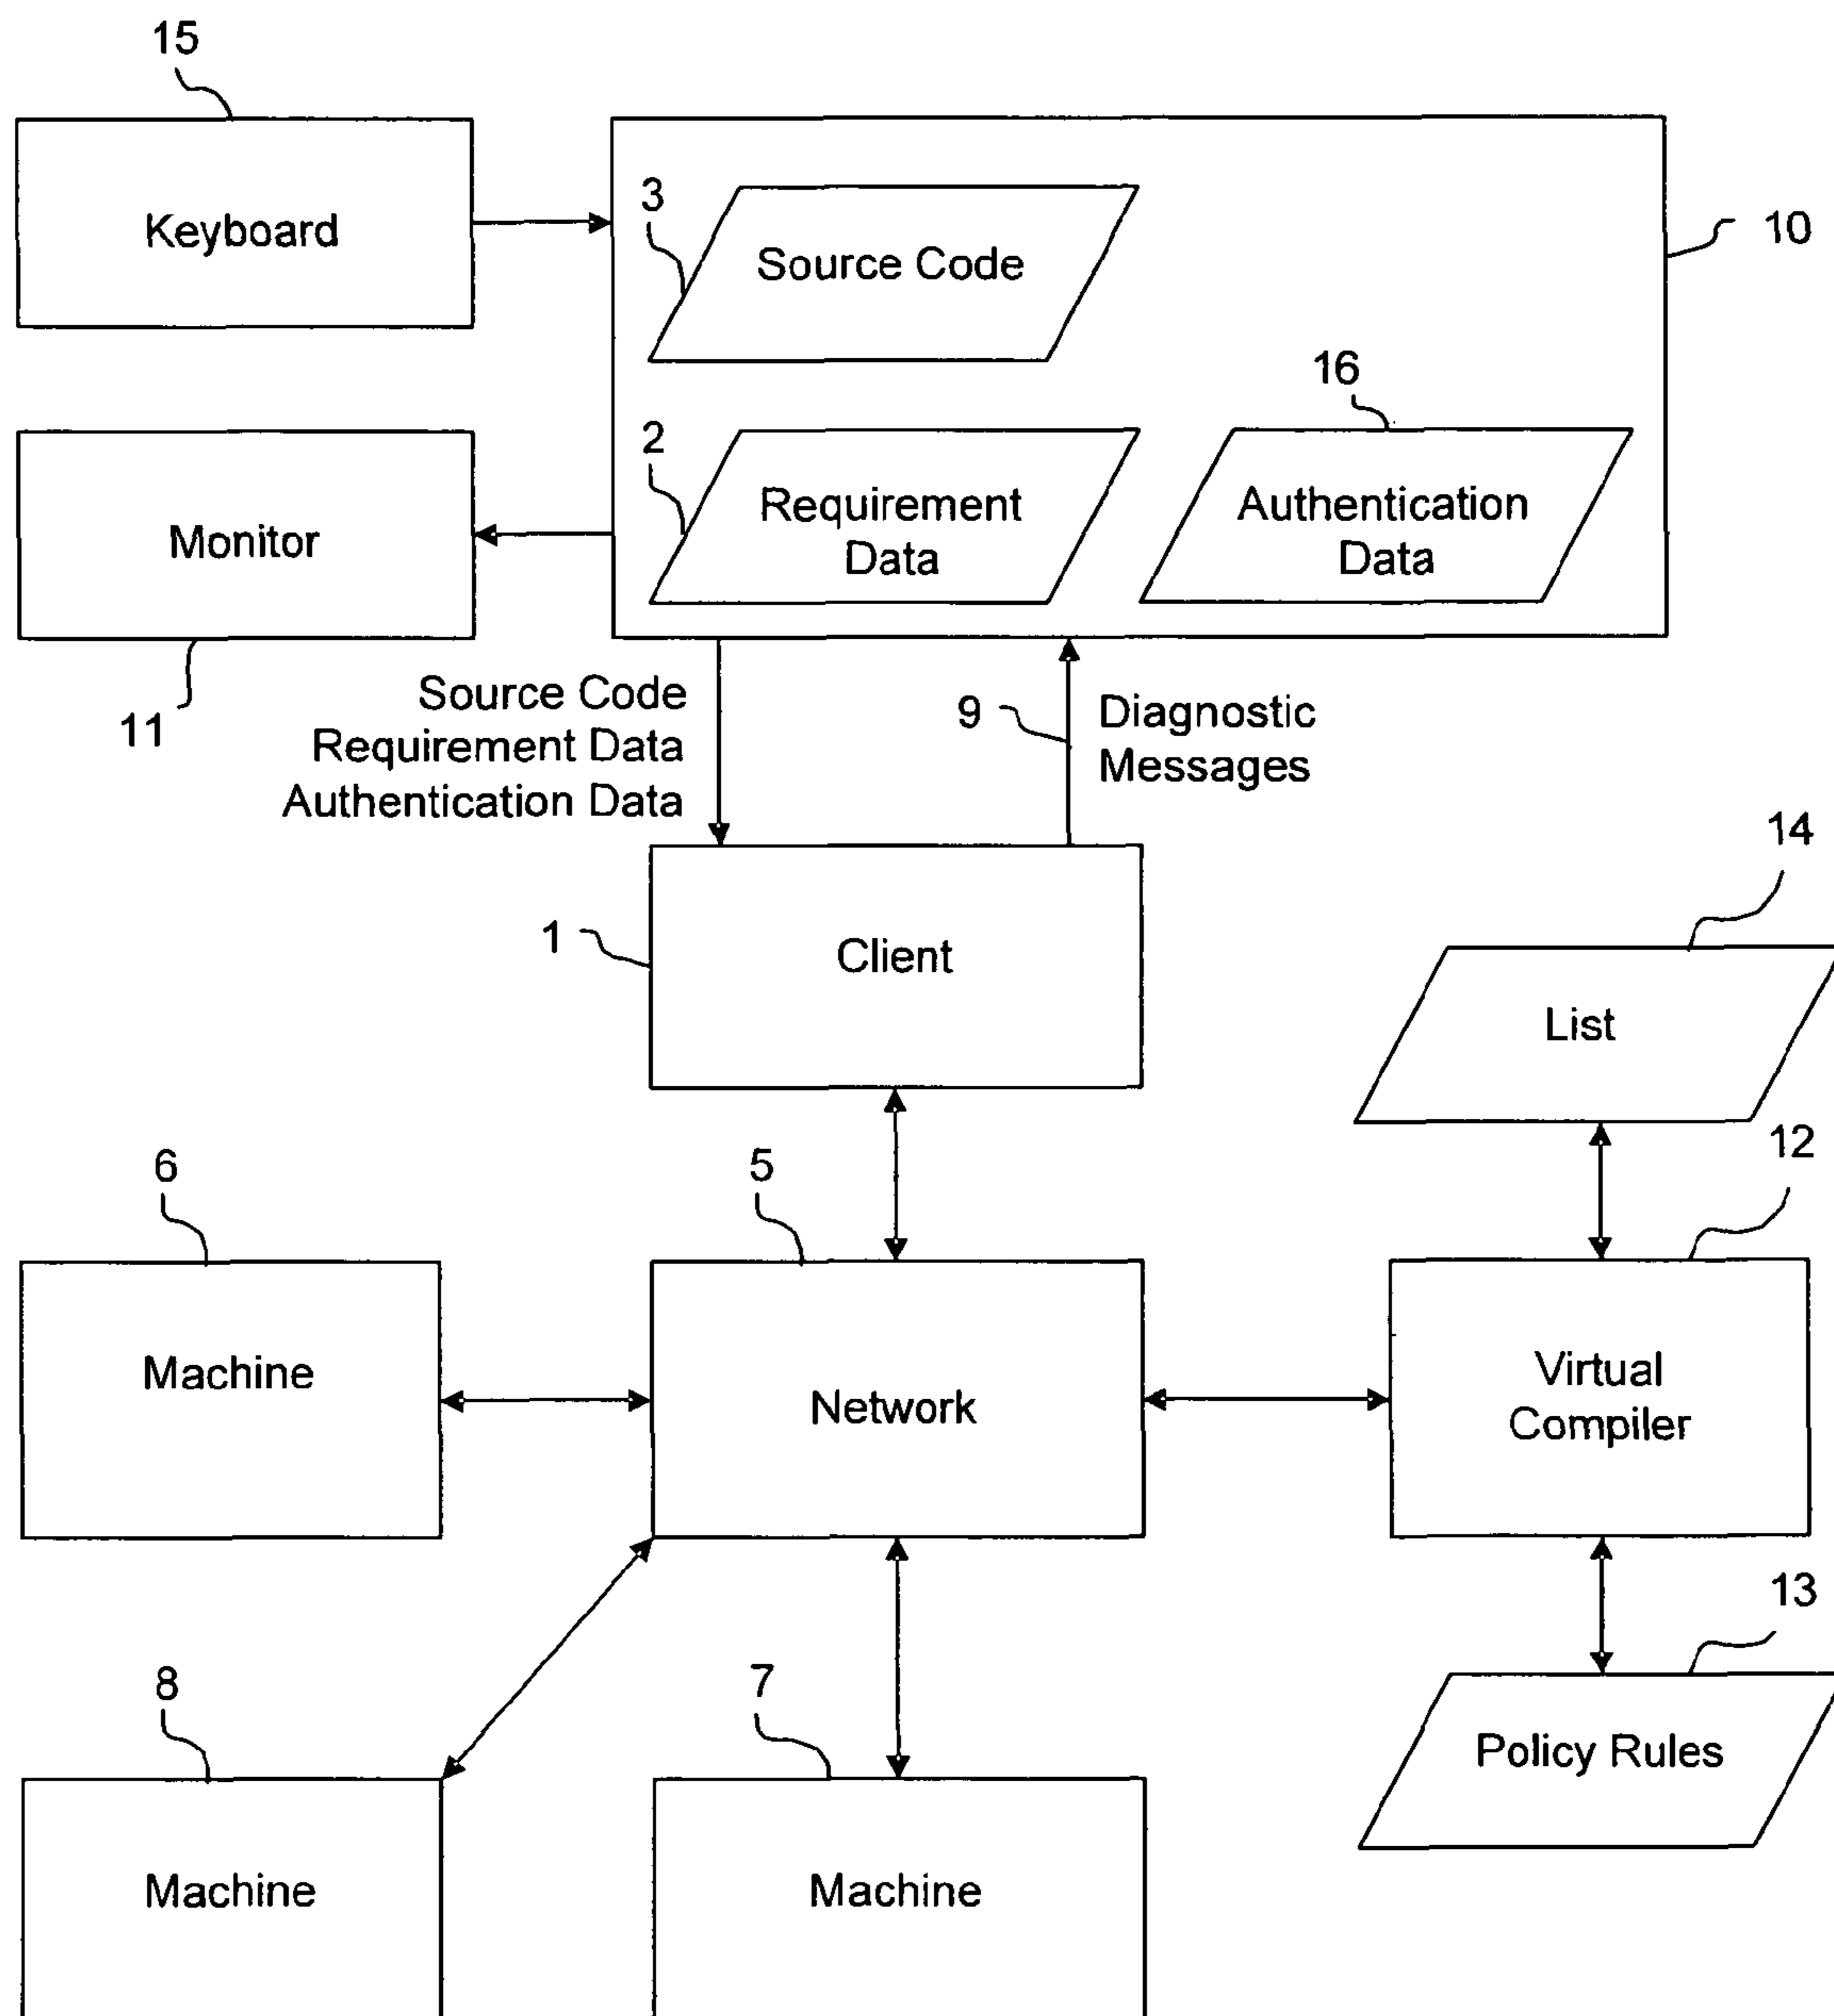 15
Keyboard
3
Source Code
10
16
2
Requirement
Data
Authentication
Data
Monitor
11
Source Code
Requirement Data
Authentication Data
9
Diagnostic
Messages
14
1
Client
List
12
6
5
Machine
Network
Virtual
Compiler
13
8
7
Policy Rules
Machine
Machine